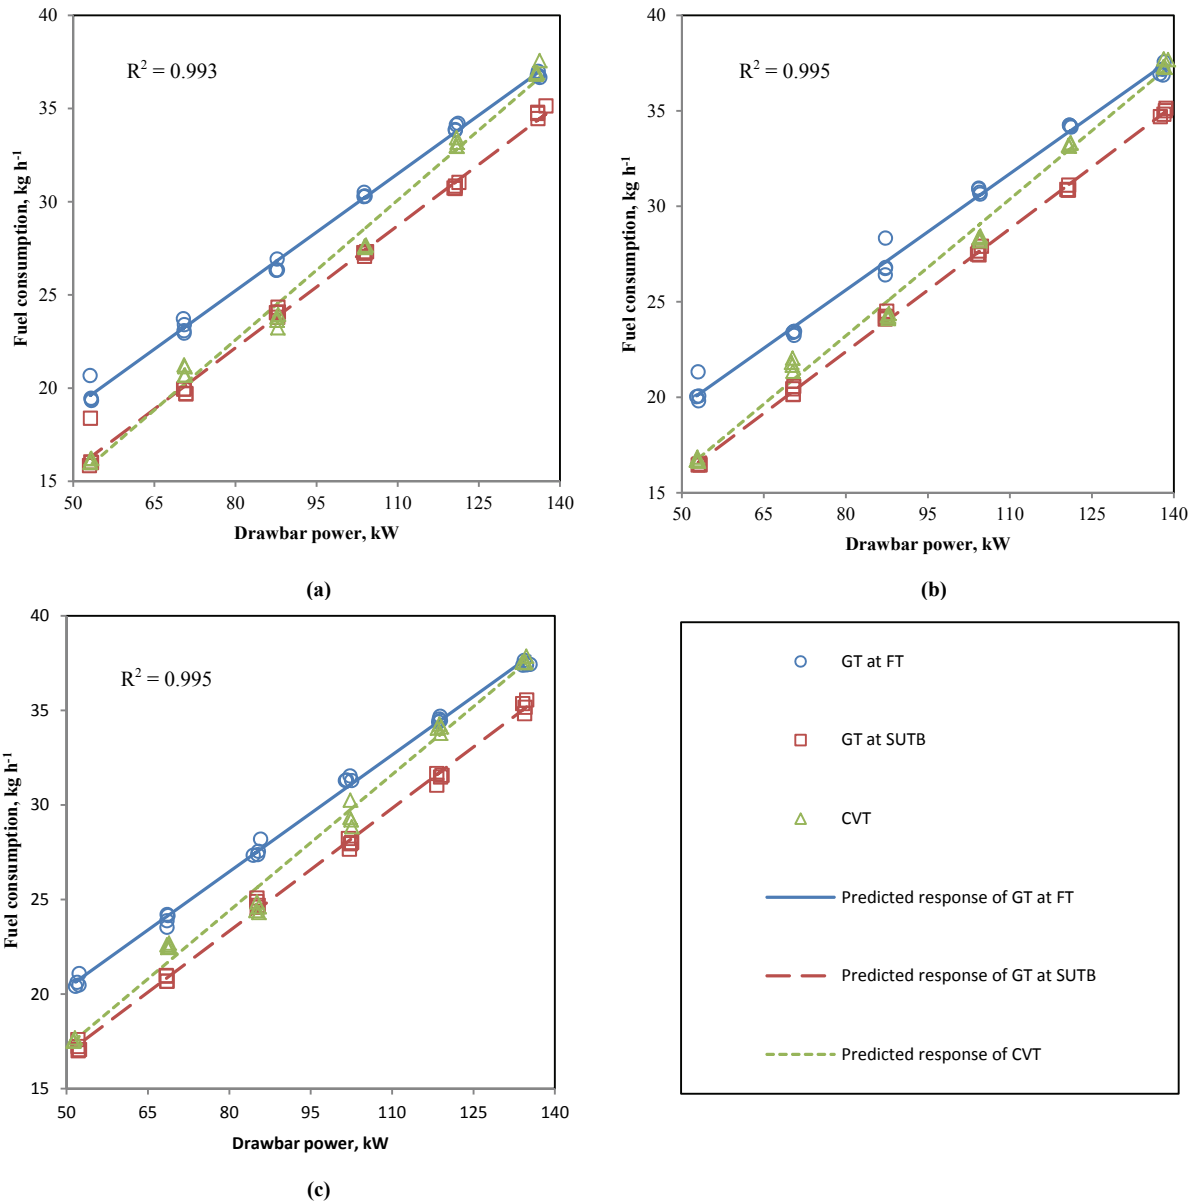 40
35
30
25
20
15
R² = 0.993
Fuel consumption, kg h⁻¹
50 65 80 95 110 125 140
Drawbar power, kW
(a)
40
35
30
25
20
15
R² = 0.995
Fuel consumption, kg h⁻¹
50 65 80 95 110 125 140
Drawbar power, kW
(b)
40
35
30
25
20
15
R² = 0.995
Fuel consumption, kg h⁻¹
50 65 80 95 110 125 140
Drawbar power, kW
(c)
GT at FT
GT at SUTB
CVT
Predicted response of GT at FT
Predicted response of GT at SUTB
Predicted response of CVT